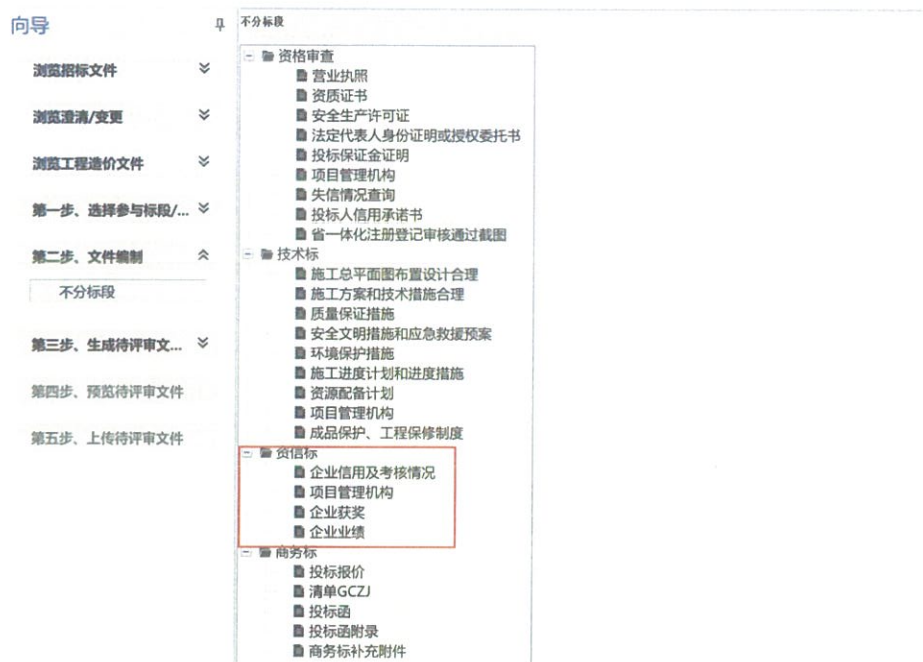 向导
浏览招标文件
浏览澄清/变更
浏览工程造价文件
第一步、选择参与标段/...
第二步、文件编制
不分标段
第三步、生成待评审文...
第四步、预览待评审文件
第五步、上传待评审文件
不分标段
资格审查
营业执照
资质证书
安全生产许可证
法定代表人身份证明或授权委托书
投标保证金证明
项目管理机构
失信情况查询
投标人信用承诺书
省一体化注册登记审核通过截图
技术标
施工总平面图布置设计合理
施工方案和技术措施合理
质量保证措施
安全文明措施和应急救援预案
环境保护措施
施工进度计划和进度措施
资源配备计划
项目管理机构
成品保护、工程保修制度
资信标
企业信用及考核情况
项目管理机构
企业获奖
企业业绩
商务标
投标报价
清单GCZJ
投标函
投标函附录
商务标补充附件